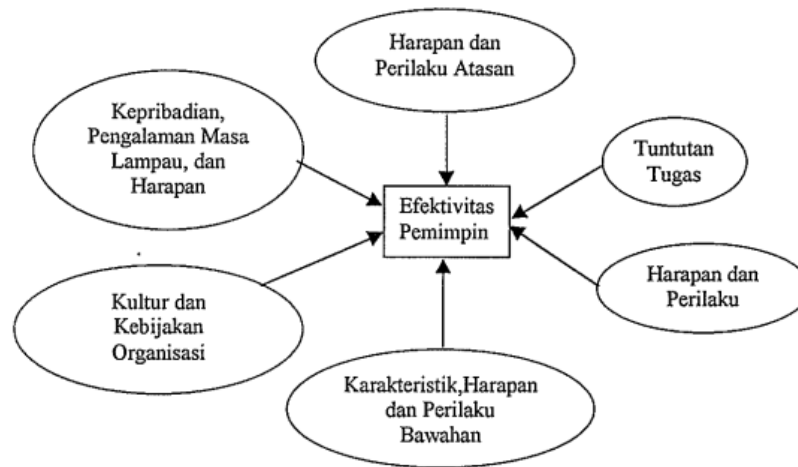 Harapan dan
Perilaku Atasan
Kepribadian,
Pengalaman Masa
Lampau, dan
Harapan
Tuntutan
Tugas
Efektivitas
Pemimpin
Harapan dan
Perilaku
Kultur dan
Kebijakan
Organisasi
Karakteristik,Harapan
dan Perilaku
Bawahan